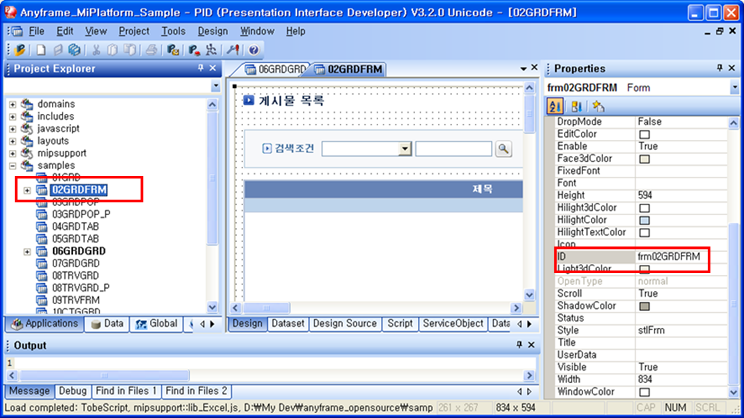 Anyframe_MiPlatform_Sample - PID (Presentation Interface Developer) V3.2.0 Unicode - [02GRDFRM]
File Edit View Project Tools Design Window Help
Project Explorer
domains
includes
javascript
layouts
mipsupport
samples
01GRD
02GRDFRM
03GRDPOP
03GRDPOP_P
04GRDTAB
05GRDTAB
06GRDGRD
07GRDGRD
08TRVGRD
08TRVGRD_P
09TRVFRM
10CTGGRD
Applications Data Global
06GRDGRD 02GRDFRM
게시물 목록
검색조건
제목
Design Dataset Design Source Script ServiceObject Data
Properties
frm02GRDFRM Form
DropMode False
EditColor
Enable True
Face3dColor
FixedFont
Font
Height 594
Hilight3dColor
HilightColor
HilightTextColor
Icon
ID frm02GRDFRM
Light3dColor
OpenType normal
Scroll True
ShadowColor
Status
Style stlFrm
Title
UserData
Visible True
Width 834
WindowColor
Output
1
Message Debug Find in Files 1 Find in Files 2
Load completed: TobeScript, mipsupport::lib_Excel.js, D:\My Dev\anyframe_opensource\samp 261 x 267 834 x 594 CAP NUM SCRL